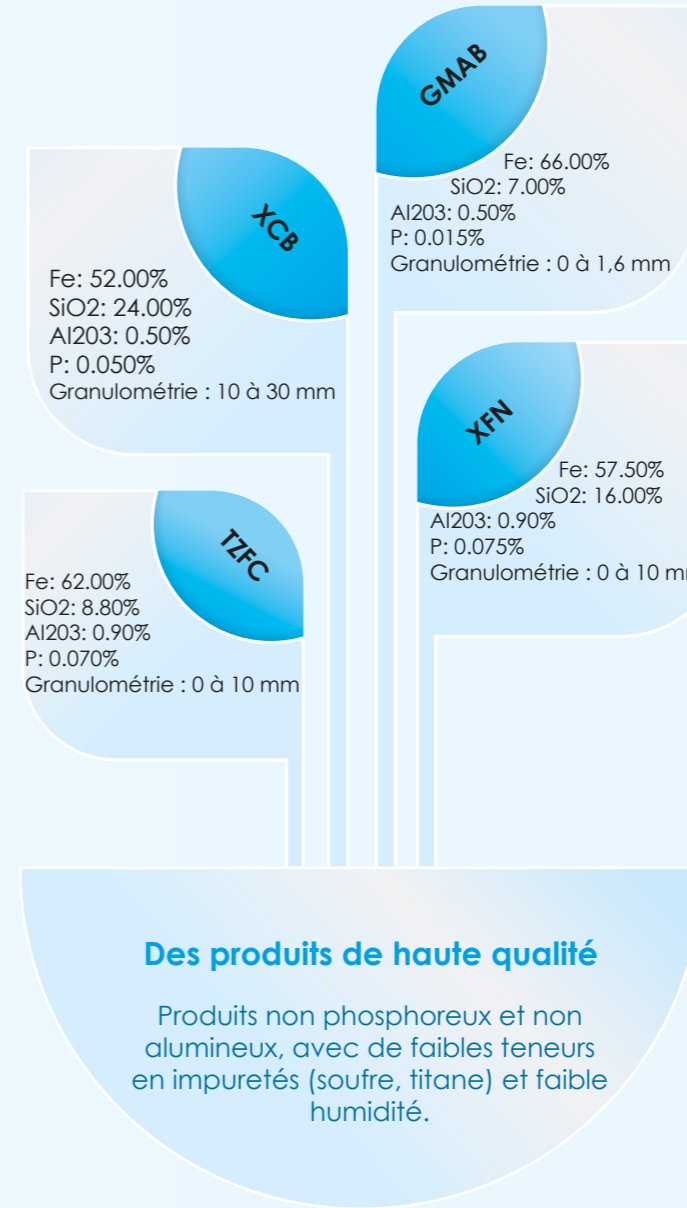 GMAB
Fe: 66.00%
SiO2: 7.00%
Al203: 0.50%
P: 0.015%
Granulométrie : 0 à 1,6 mm
XCB
Fe: 52.00%
SiO2: 24.00%
Al203: 0.50%
P: 0.050%
Granulométrie : 10 à 30 mm
XFN
Fe: 57.50%
SiO2: 16.00%
Al203: 0.90%
P: 0.075%
Granulométrie : 0 à 10 mm
TZFC
Fe: 62.00%
SiO2: 8.80%
Al203: 0.90%
P: 0.070%
Granulométrie : 0 à 10 mm
Des produits de haute qualité
Produits non phosphoreux et non
alumineux, avec de faibles teneurs
en impuretés (soufre, titane) et faible
humidité.